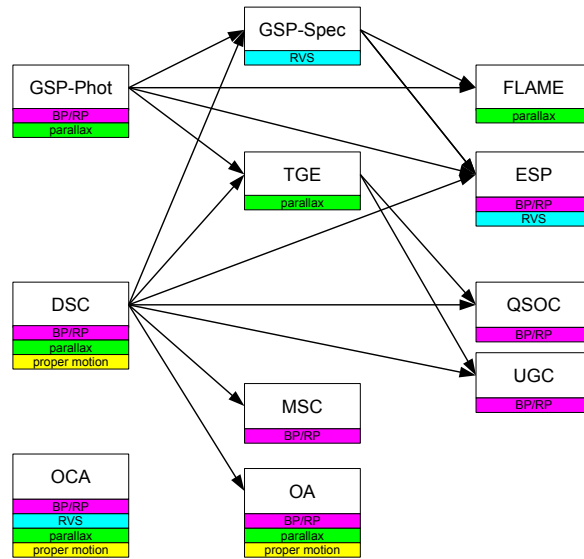 GSP-Spec
RVS
GSP-Phot
BP/RP
parallax
FLAME
parallax
TGE
parallax
ESP
BP/RP
RVS
DSC
BP/RP
parallax
proper motion
QSOC
BP/RP
UGC
BP/RP
MSC
BP/RP
OCA
BP/RP
RVS
parallax
proper motion
OA
BP/RP
parallax
proper motion